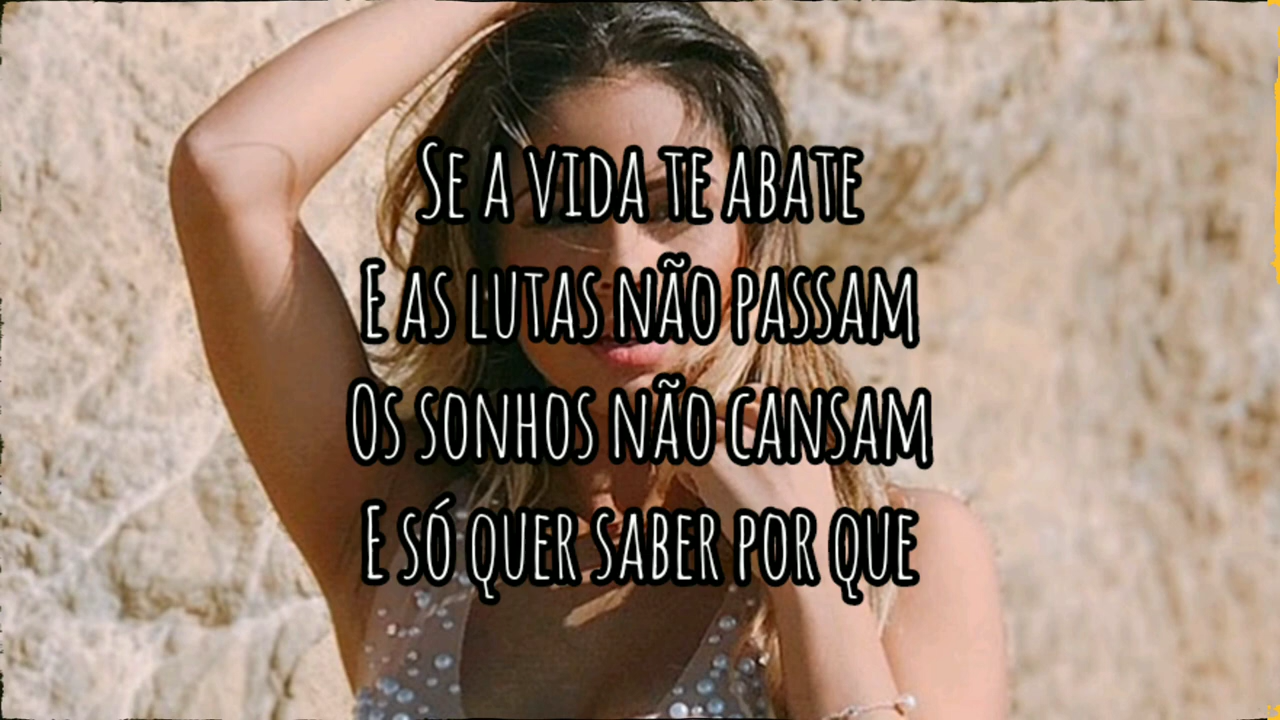 Se a vida te abate
E as lutas não passam
Os sonhos não cansam
E só quer saber por que